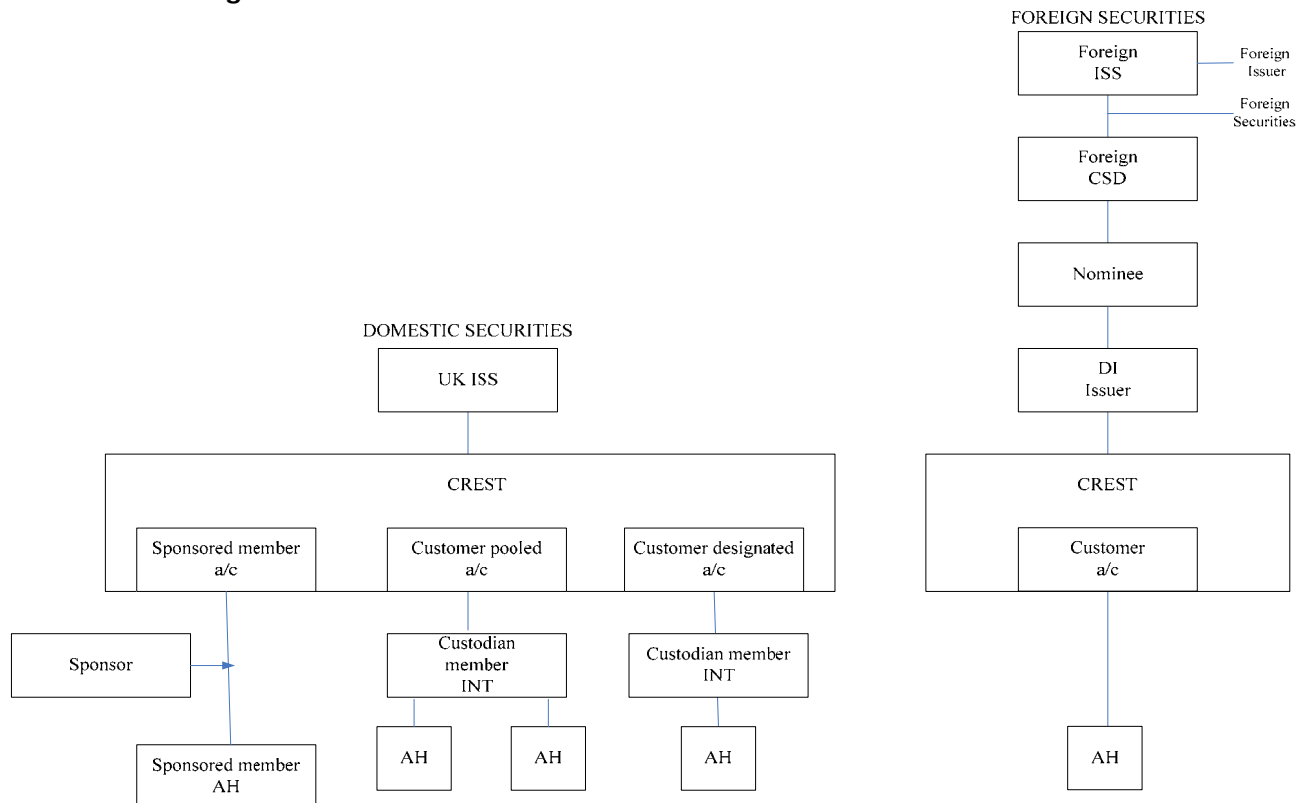 FOREIGN SECURITIES
Foreign
ISS
Foreign
Issuer
Foreign
Securities
Foreign
CSD
Nominee
DOMESTIC SECURITIES
UK ISS
DI
Issuer
CREST
CREST
Sponsored member
a/c
Customer pooled
a/c
Customer designated
a/c
Customer
a/c
Sponsor
Custodian
member
INT
Custodian member
INT
AH
AH
AH
AH
Sponsored member
AH